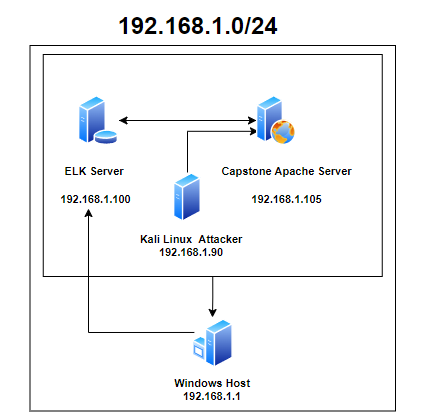 192.168.1.0/24
ELK Server
192.168.1.100
Capstone Apache Server
192.168.1.105
Kali Linux Attacker
192.168.1.90
Windows Host
192.168.1.1